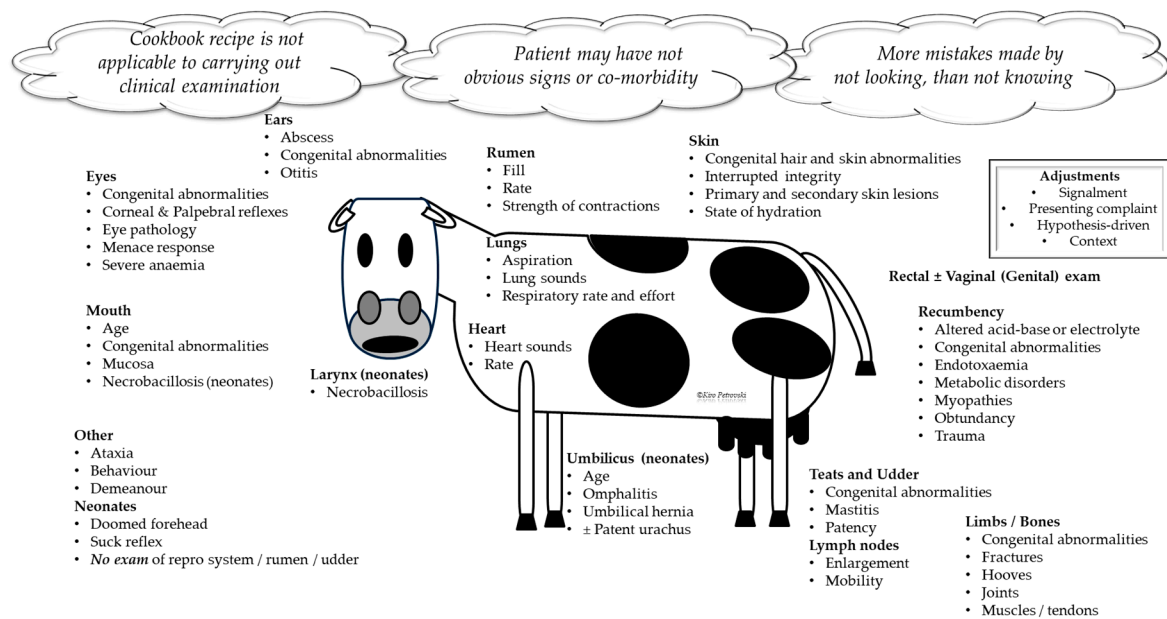 Cookbook recipe is not
applicable to carrying out
clinical examination
Patient may have not
obvious signs or co-morbidity
More mistakes made by
not looking, than not knowing
Ears
• Abscess
• Congenital abnormalities
• Otitis
Eyes
• Congenital abnormalities
• Corneal & Palpebral reflexes
• Eye pathology
• Menace response
• Severe anaemia
Rumen
• Fill
• Rate
• Strength of contractions
Skin
• Congenital hair and skin abnormalities
• Interrupted integrity
• Primary and secondary skin lesions
• State of hydration
Adjustments
• Signalment
• Presenting complaint
• Hypothesis-driven
• Context
Lungs
• Aspiration
• Lung sounds
• Respiratory rate and effort
Rectal ± Vaginal (Genital) exam
Mouth
• Age
• Congenital abnormalities
• Mucosa
• Necrobacillosis (neonates)
Heart
• Heart sounds
• Rate
Larynx (neonates)
• Necrobacillosis
Recumbency
• Altered acid-base or electrolyte
• Congenital abnormalities
• Endotoxaemia
• Metabolic disorders
• Myopathies
• Obtundancy
• Trauma
©Kiro Petrovski
Other
• Ataxia
• Behaviour
• Demeanour
Neonates
• Doomed forehead
• Suck reflex
• No exam of repro system / rumen / udder
Umbilicus (neonates)
• Age
• Omphalitis
• Umbilical hernia
• ± Patent urachus
Teats and Udder
• Congenital abnormalities
• Mastitis
• Patency
Lymph nodes
• Enlargement
• Mobility
Limbs / Bones
• Congenital abnormalities
• Fractures
• Hooves
• Joints
• Muscles / tendons